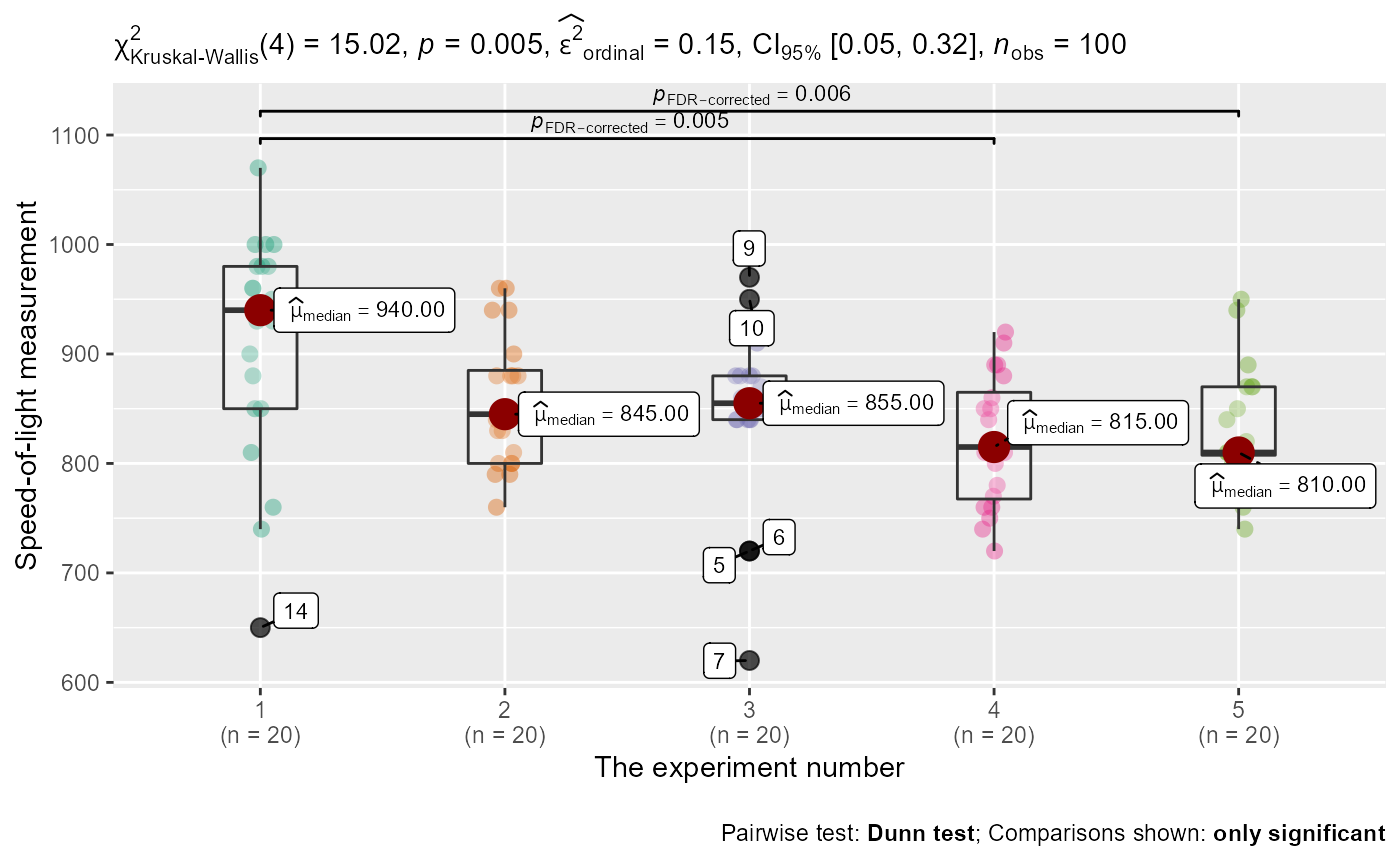 χ²Kruskal-Wallis(4) = 15.02, p = 0.005, ε̂²ordinal = 0.15, CI95% [0.05, 0.32], nobs = 100
pFDR−corrected = 0.006
pFDR−corrected = 0.005
Speed-of-light measurement
1100
1000
900
800
700
600
9
10
μ̂median = 940.00
μ̂median = 845.00
μ̂median = 855.00
μ̂median = 815.00
μ̂median = 810.00
6
5
14
7
1 2 3 4 5
(n = 20) (n = 20) (n = 20) (n = 20) (n = 20)
The experiment number
Pairwise test: Dunn test; Comparisons shown: only significant